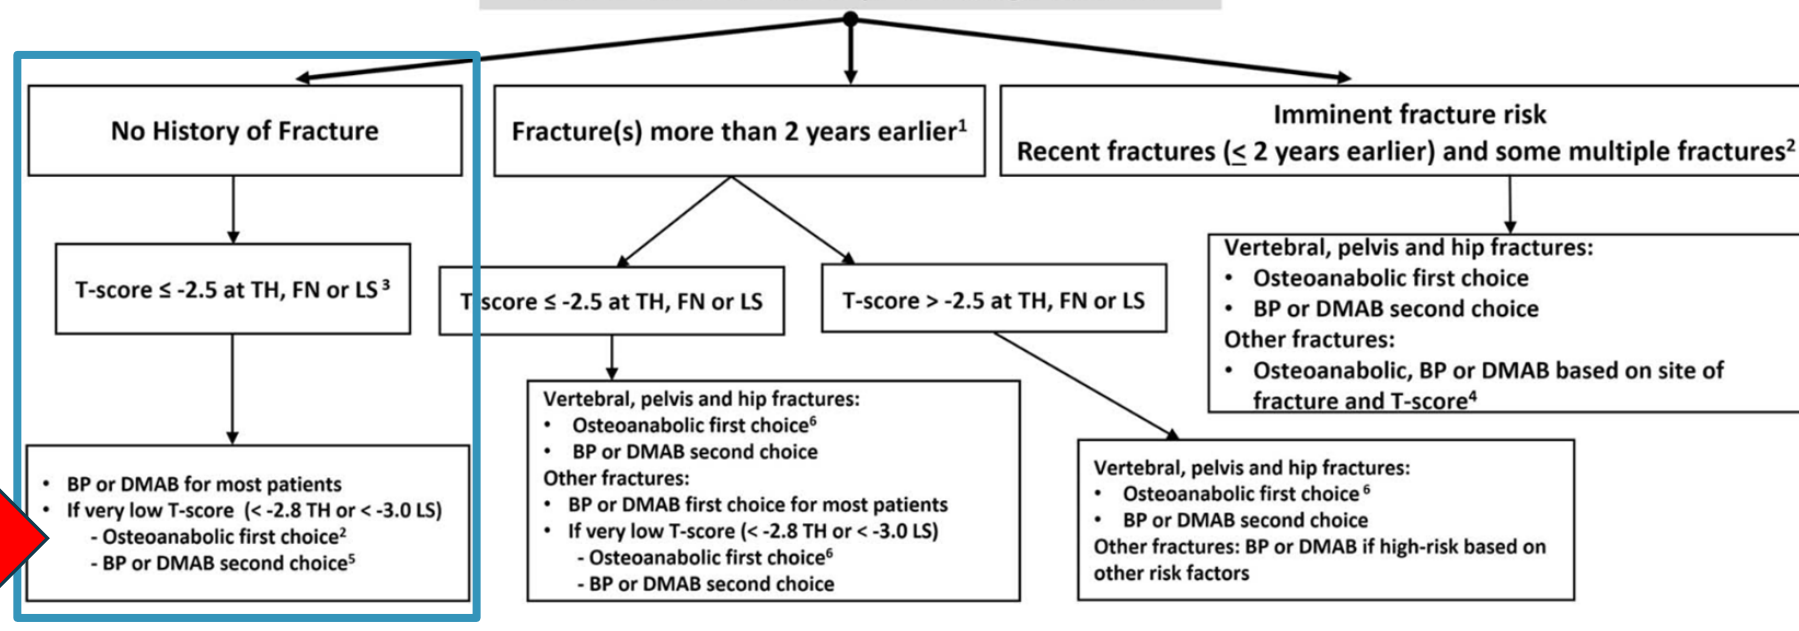 No History of Fracture
T-score ≤ -2.5 at TH, FN or LS³
• BP or DMAB for most patients
• If very low T-score (< -2.8 TH or < -3.0 LS)
- Osteoanabolic first choice²
- BP or DMAB second choice⁵
Fracture(s) more than 2 years earlier¹
T-score ≤ -2.5 at TH, FN or LS
Vertebral, pelvis and hip fractures:
• Osteoanabolic first choice⁶
• BP or DMAB second choice
Other fractures:
• BP or DMAB first choice for most patients
• If very low T-score (< -2.8 TH or < -3.0 LS)
- Osteoanabolic first choice⁶
- BP or DMAB second choice
T-score > -2.5 at TH, FN or LS
Vertebral, pelvis and hip fractures:
• Osteoanabolic first choice⁶
• BP or DMAB second choice
Other fractures: BP or DMAB if high-risk based on
other risk factors
Imminent fracture risk
Recent fractures (≤ 2 years earlier) and some multiple fractures²
Vertebral, pelvis and hip fractures:
• Osteoanabolic first choice
• BP or DMAB second choice
Other fractures:
• Osteoanabolic, BP or DMAB based on site of
fracture and T-score⁴